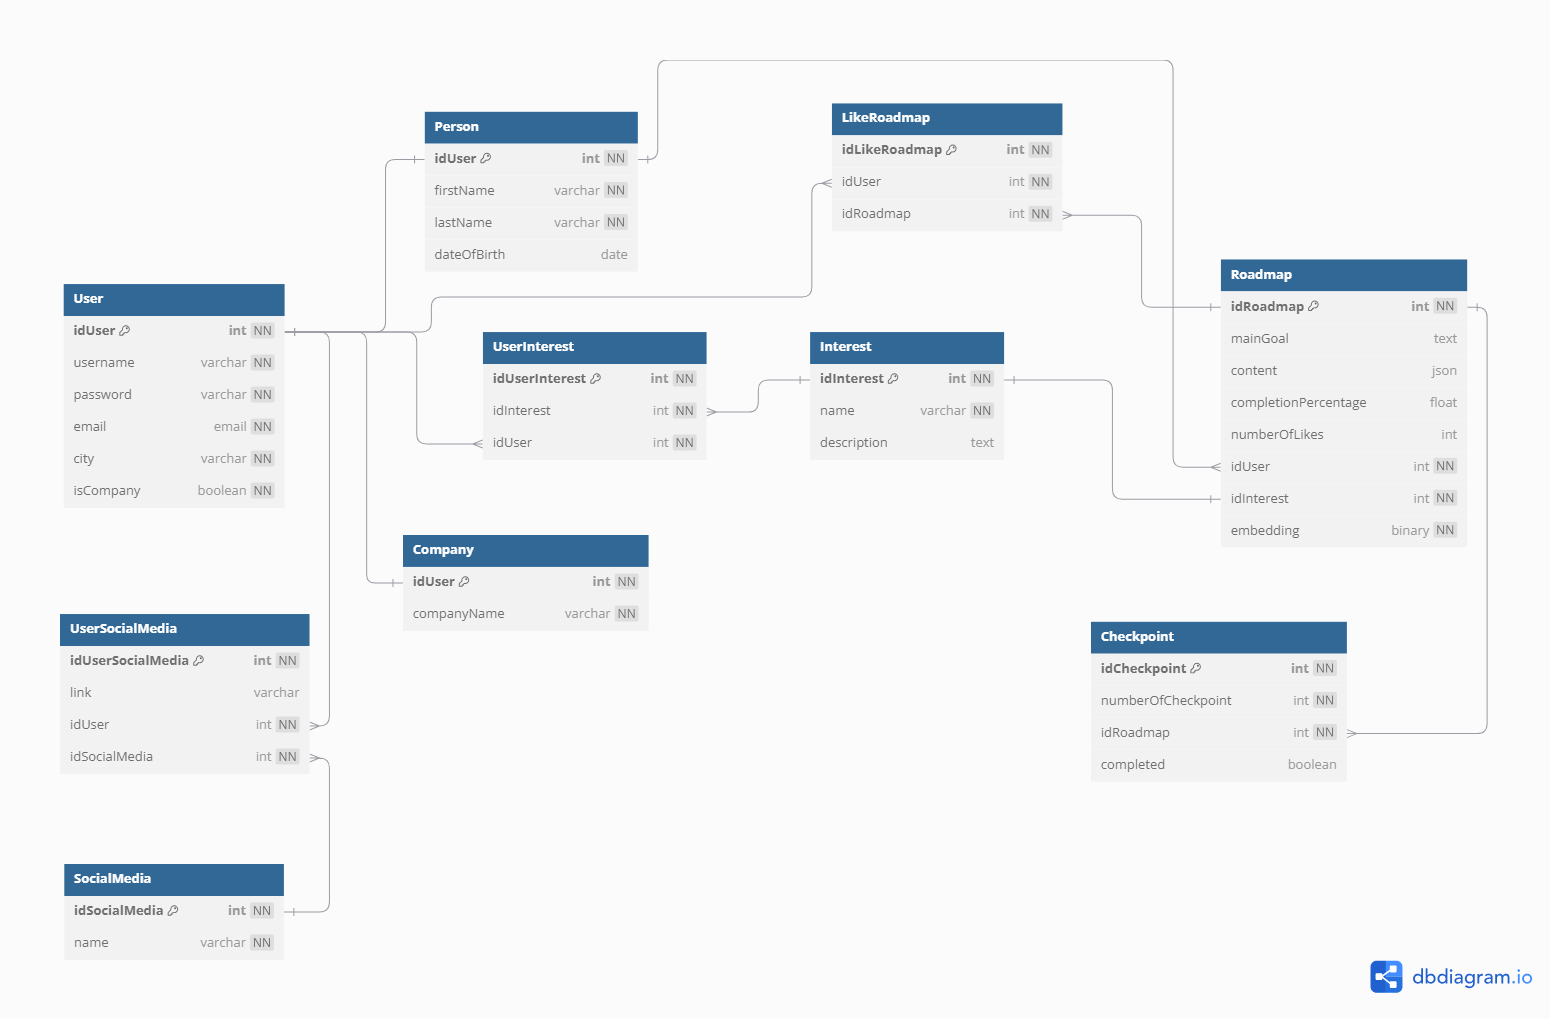 Person
idUser int NN
firstName varchar NN
lastName varchar NN
dateOfBirth date
LikeRoadmap
idLikeRoadmap int NN
idUser int NN
idRoadmap int NN
Roadmap
idRoadmap int NN
mainGoal text
content json
completionPercentage float
numberOfLikes int
idUser int NN
idInterest int NN
embedding binary NN
User
idUser int NN
username varchar NN
password varchar NN
email email NN
city varchar NN
isCompany boolean NN
UserInterest
idUserInterest int NN
idInterest int NN
idUser int NN
Interest
idInterest int NN
name varchar NN
description text
Company
idUser int NN
companyName varchar NN
UserSocialMedia
idUserSocialMedia int NN
link varchar
idUser int NN
idSocialMedia int NN
Checkpoint
idCheckpoint int NN
numberOfCheckpoint int NN
idRoadmap int NN
completed boolean
SocialMedia
idSocialMedia int NN
name varchar NN
dbdiagram.io